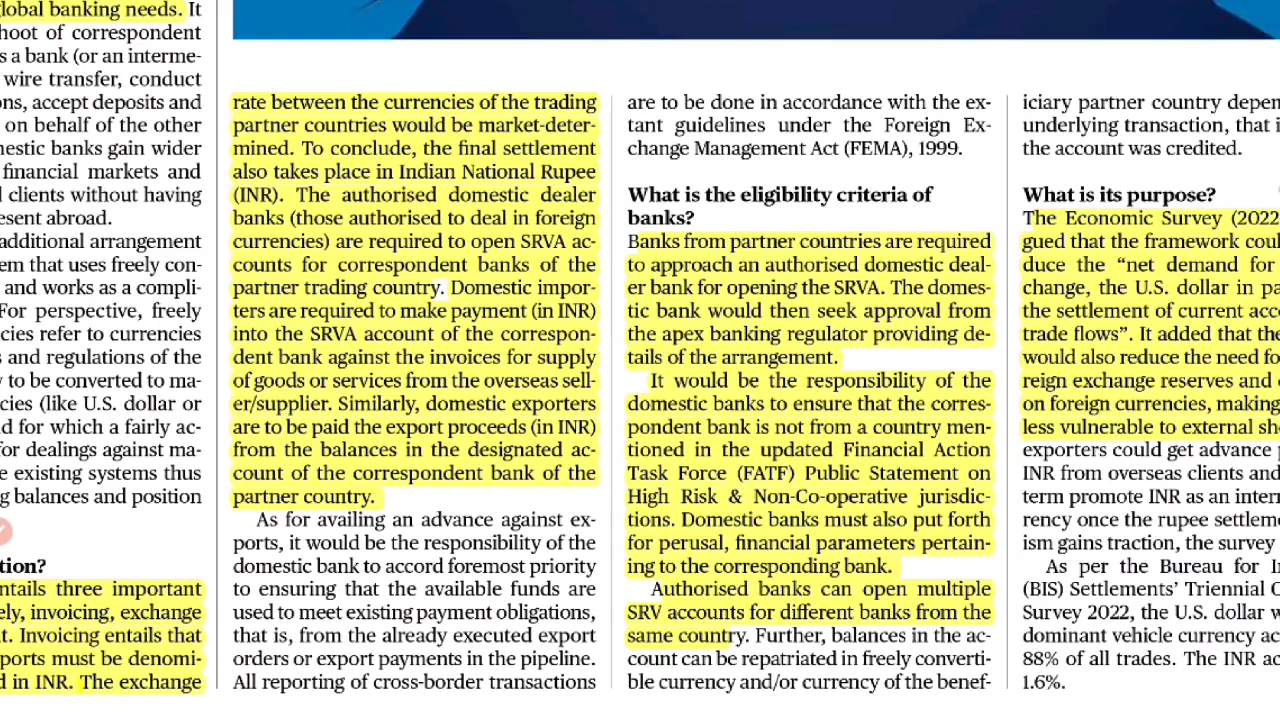 global banking needs. It
hoot of correspondent
s a bank (or an interme-
wire transfer, conduct
ons, accept deposits and
on behalf of the other
mestic banks gain wider
financial markets and
clients without having
esent abroad.
additional arrangement
em that uses freely con-
and works as a compli-
For perspective, freely
cies refer to currencies
s and regulations of the
y to be converted to ma-
cies (like U.S. dollar or
d for which a fairly ac-
for dealings against ma-
e existing systems thus
g balances and position
tion?
entails three important
ely, invoicing, exchange
t. Invoicing entails that
ports must be denomi-
d in INR. The exchange
rate between the currencies of the trading
partner countries would be market-deter-
mined. To conclude, the final settlement
also takes place in Indian National Rupee
(INR). The authorised domestic dealer
banks (those authorised to deal in foreign
currencies) are required to open SRVA ac-
counts for correspondent banks of the
partner trading country. Domestic impor-
ters are required to make payment (in INR)
into the SRVA account of the correspon-
dent bank against the invoices for supply
of goods or services from the overseas sell-
er/supplier. Similarly, domestic exporters
are to be paid the export proceeds (in INR)
from the balances in the designated ac-
count of the correspondent bank of the
partner country.
As for availing an advance against ex-
ports, it would be the responsibility of the
domestic bank to accord foremost priority
to ensuring that the available funds are
used to meet existing payment obligations,
that is, from the already executed export
orders or export payments in the pipeline.
All reporting of cross-border transactions
are to be done in accordance with the ex-
tant guidelines under the Foreign Ex-
change Management Act (FEMA), 1999.
What is the eligibility criteria of
banks?
Banks from partner countries are required
to approach an authorised domestic deal-
er bank for opening the SRVA. The domes-
tic bank would then seek approval from
the apex banking regulator providing de-
tails of the arrangement.
It would be the responsibility of the
domestic banks to ensure that the corres-
pondent bank is not from a country men-
tioned in the updated Financial Action
Task Force (FATF) Public Statement on
High Risk & Non-Co-operative jurisdic-
tions. Domestic banks must also put forth
for perusal, financial parameters pertain-
ing to the corresponding bank.
Authorised banks can open multiple
SRV accounts for different banks from the
same country. Further, balances in the ac-
count can be repatriated in freely converti-
ble currency and/or currency of the benef-
iciary partner country depen
underlying transaction, that i
the account was credited.
What is its purpose?
The Economic Survey (2022
gued that the framework coul
duce the “net demand for
change, the U.S. dollar in pa
the settlement of current acco
trade flows”. It added that the
would also reduce the need fo
reign exchange reserves and
on foreign currencies, making
less vulnerable to external sho
exporters could get advance p
INR from overseas clients and
term promote INR as an intern
rency once the rupee settleme
ism gains traction, the survey
As per the Bureau for In
(BIS) Settlements’ Triennial C
Survey 2022, the U.S. dollar w
dominant vehicle currency ac
88% of all trades. The INR ac
1.6%.